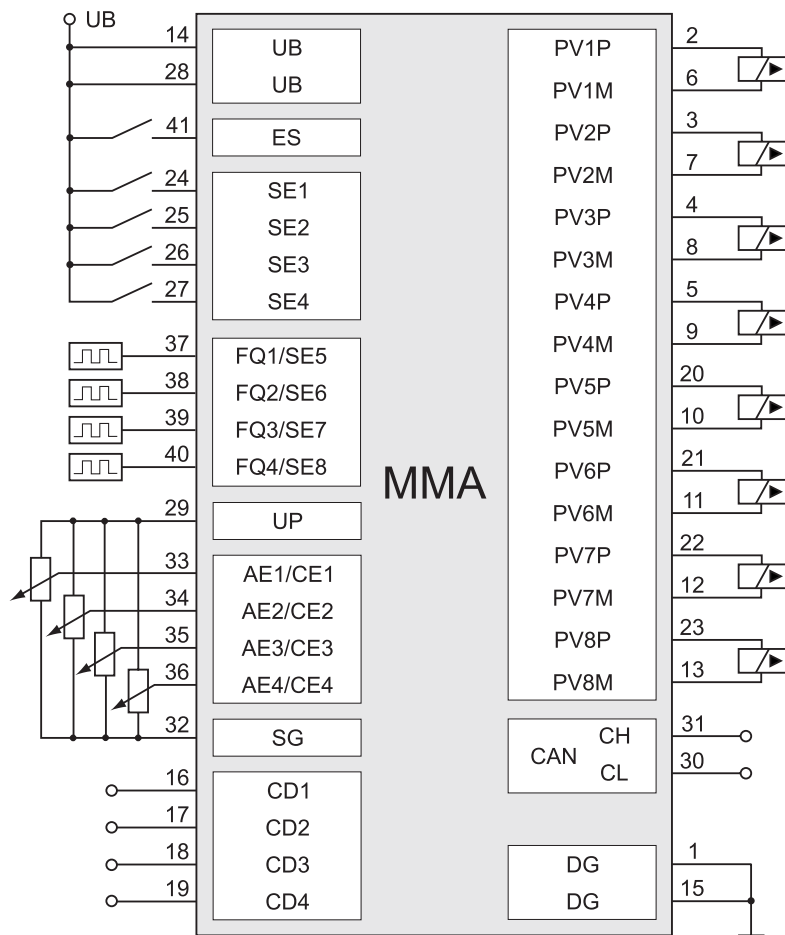 UB
14 UB
28 UB
41 ES
24 SE1
25 SE2
26 SE3
27 SE4
37 FQ1/SE5
38 FQ2/SE6
39 FQ3/SE7
40 FQ4/SE8
29 UP
33 AE1/CE1
34 AE2/CE2
35 AE3/CE3
36 AE4/CE4
32 SG
16 CD1
17 CD2
18 CD3
19 CD4
MMA
PV1P 2
PV1M 6
PV2P 3
PV2M 7
PV3P 4
PV3M 8
PV4P 5
PV4M 9
PV5P 20
PV5M 10
PV6P 21
PV6M 11
PV7P 22
PV7M 12
PV8P 23
PV8M 13
CAN
CH 31
CL 30
DG 1
DG 15